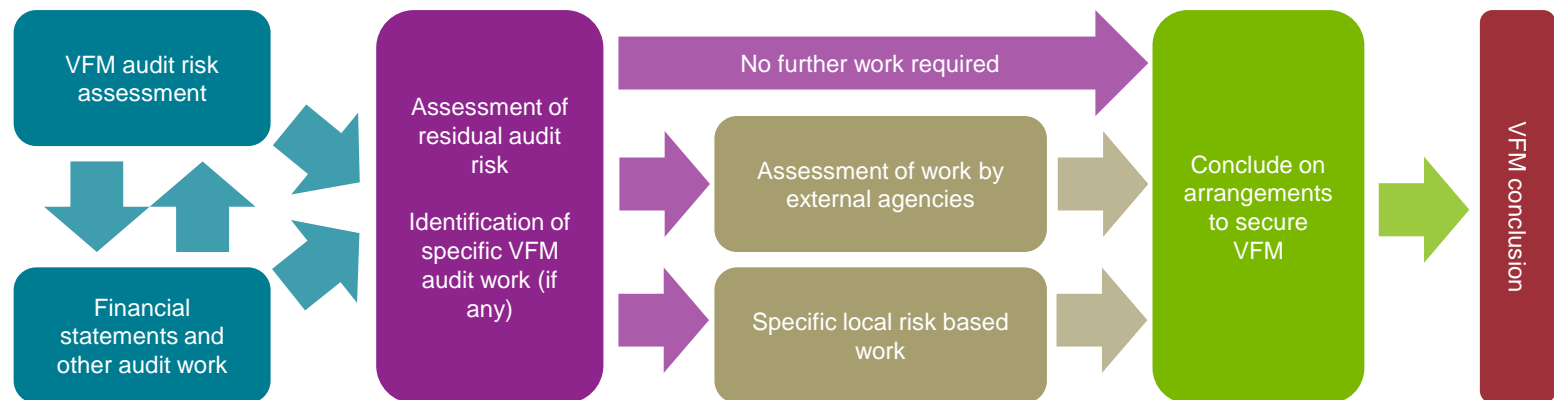 VFM audit risk
assessment
Financial
statements and
other audit work
Assessment of
residual audit
risk
Identification of
specific VFM
audit work (if
any)
No further work required
Assessment of work by
external agencies
Specific local risk based
work
Conclude on
arrangements
to secure
VFM
VFM conclusion